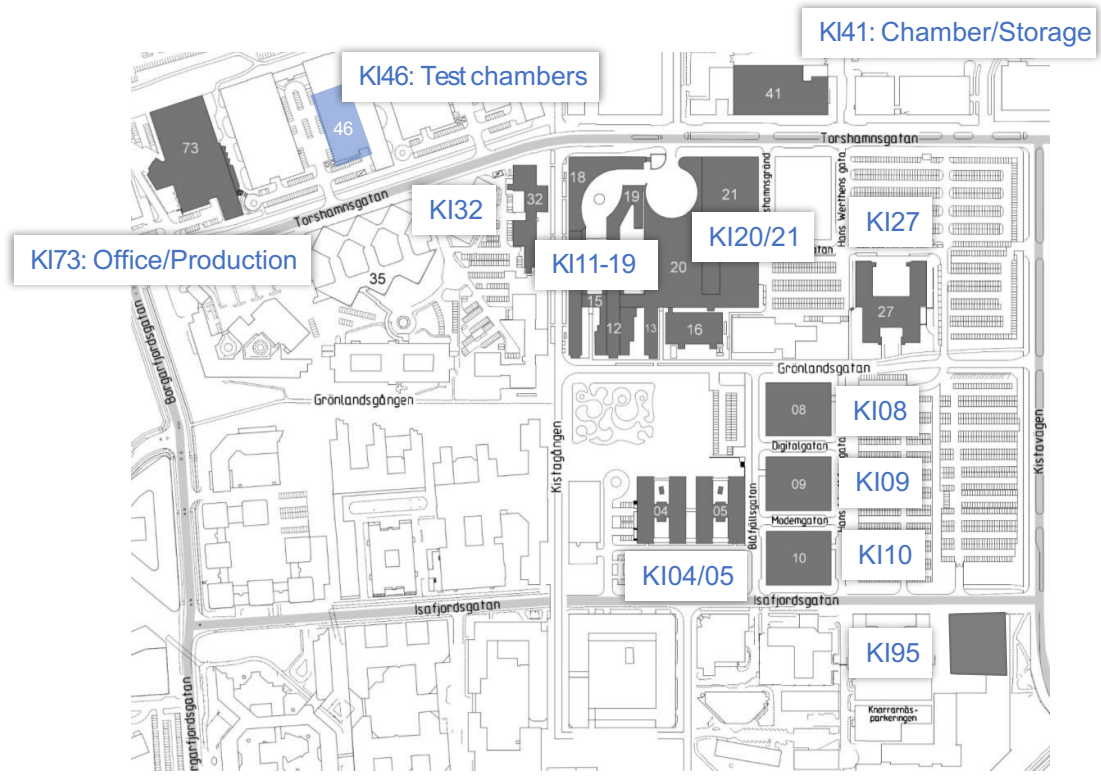 KI41: Chamber/Storage
KI46: Test chambers
41
46
73
Torshamnsgatan
18
32
19
21
Hans Werthens gata
KI32
Torshamnsgatan
KI20/21
KI27
KI73: Office/Production
KI11-19
35
20
15
12
13
16
27
Borgarfjordsgatan
Grönlandsgatan
Grönlandsgången
08
KI08
Digitalgatan
Kistagången
Kistavägen
09
KI09
04
05
Blåfjällsgatan
Modemgatan
10
KI10
KI04/05
Isafjordsgatan
Isafjordsgatan
KI95
Knarrarnäs-
parkeringen